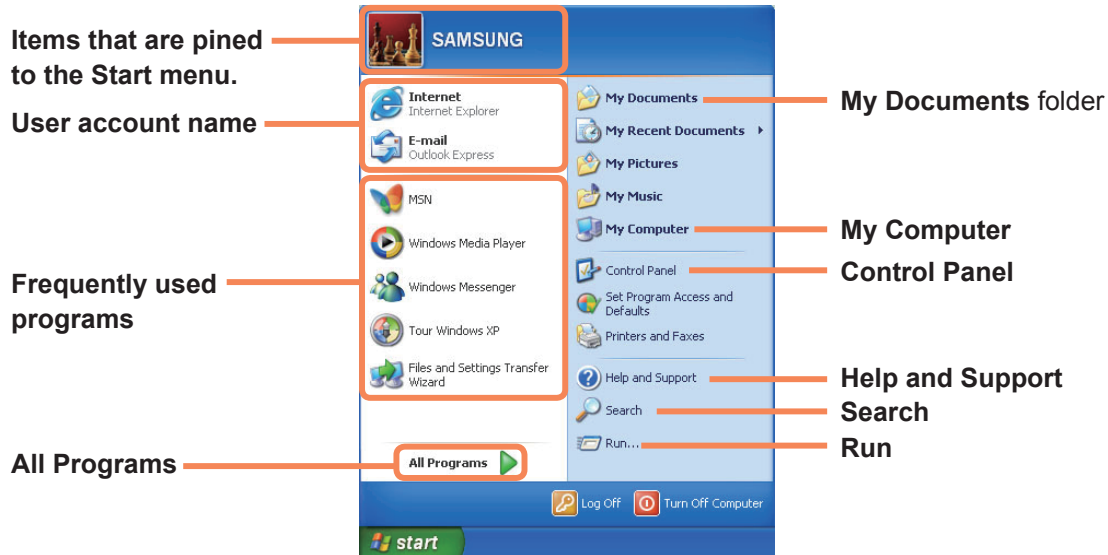 Items that are pined
to the Start menu.
User account name
Frequently used
programs
All Programs
SAMSUNG
Internet
Internet Explorer
E-mail
Outlook Express
MSN
Windows Media Player
Windows Messenger
Tour Windows XP
Files and Settings Transfer
Wizard
All Programs
My Documents
My Recent Documents
My Pictures
My Music
My Computer
Control Panel
Set Program Access and
Defaults
Printers and Faxes
Help and Support
Search
Run...
Log Off
Turn Off Computer
start
My Documents folder
My Computer
Control Panel
Help and Support
Search
Run